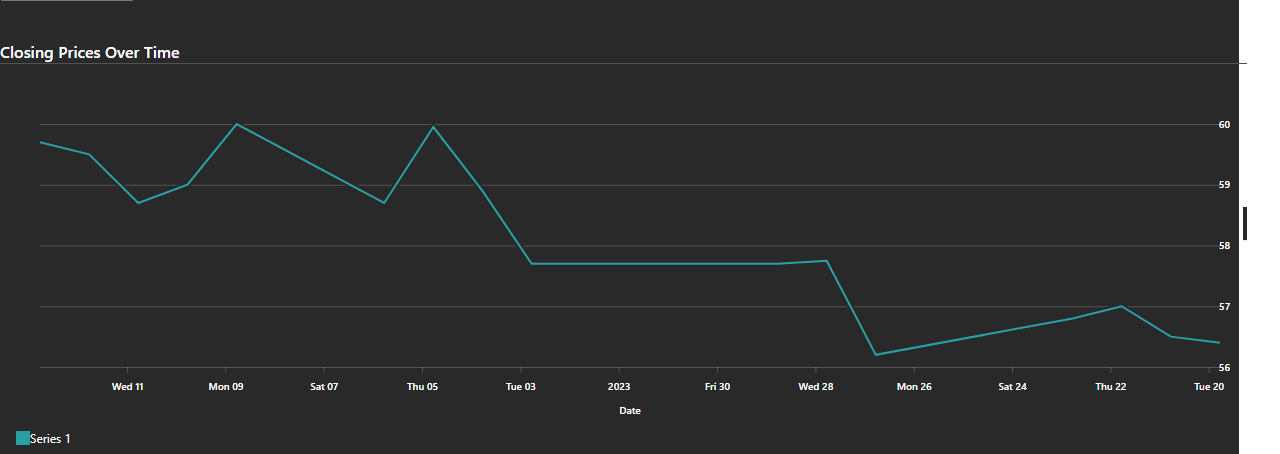 Closing Prices Over Time
60
59
58
57
56
Wed 11 Mon 09 Sat 07 Thu 05 Tue 03 2023 Fri 30 Wed 28 Mon 26 Sat 24 Thu 22 Tue 20
Date
Series 1